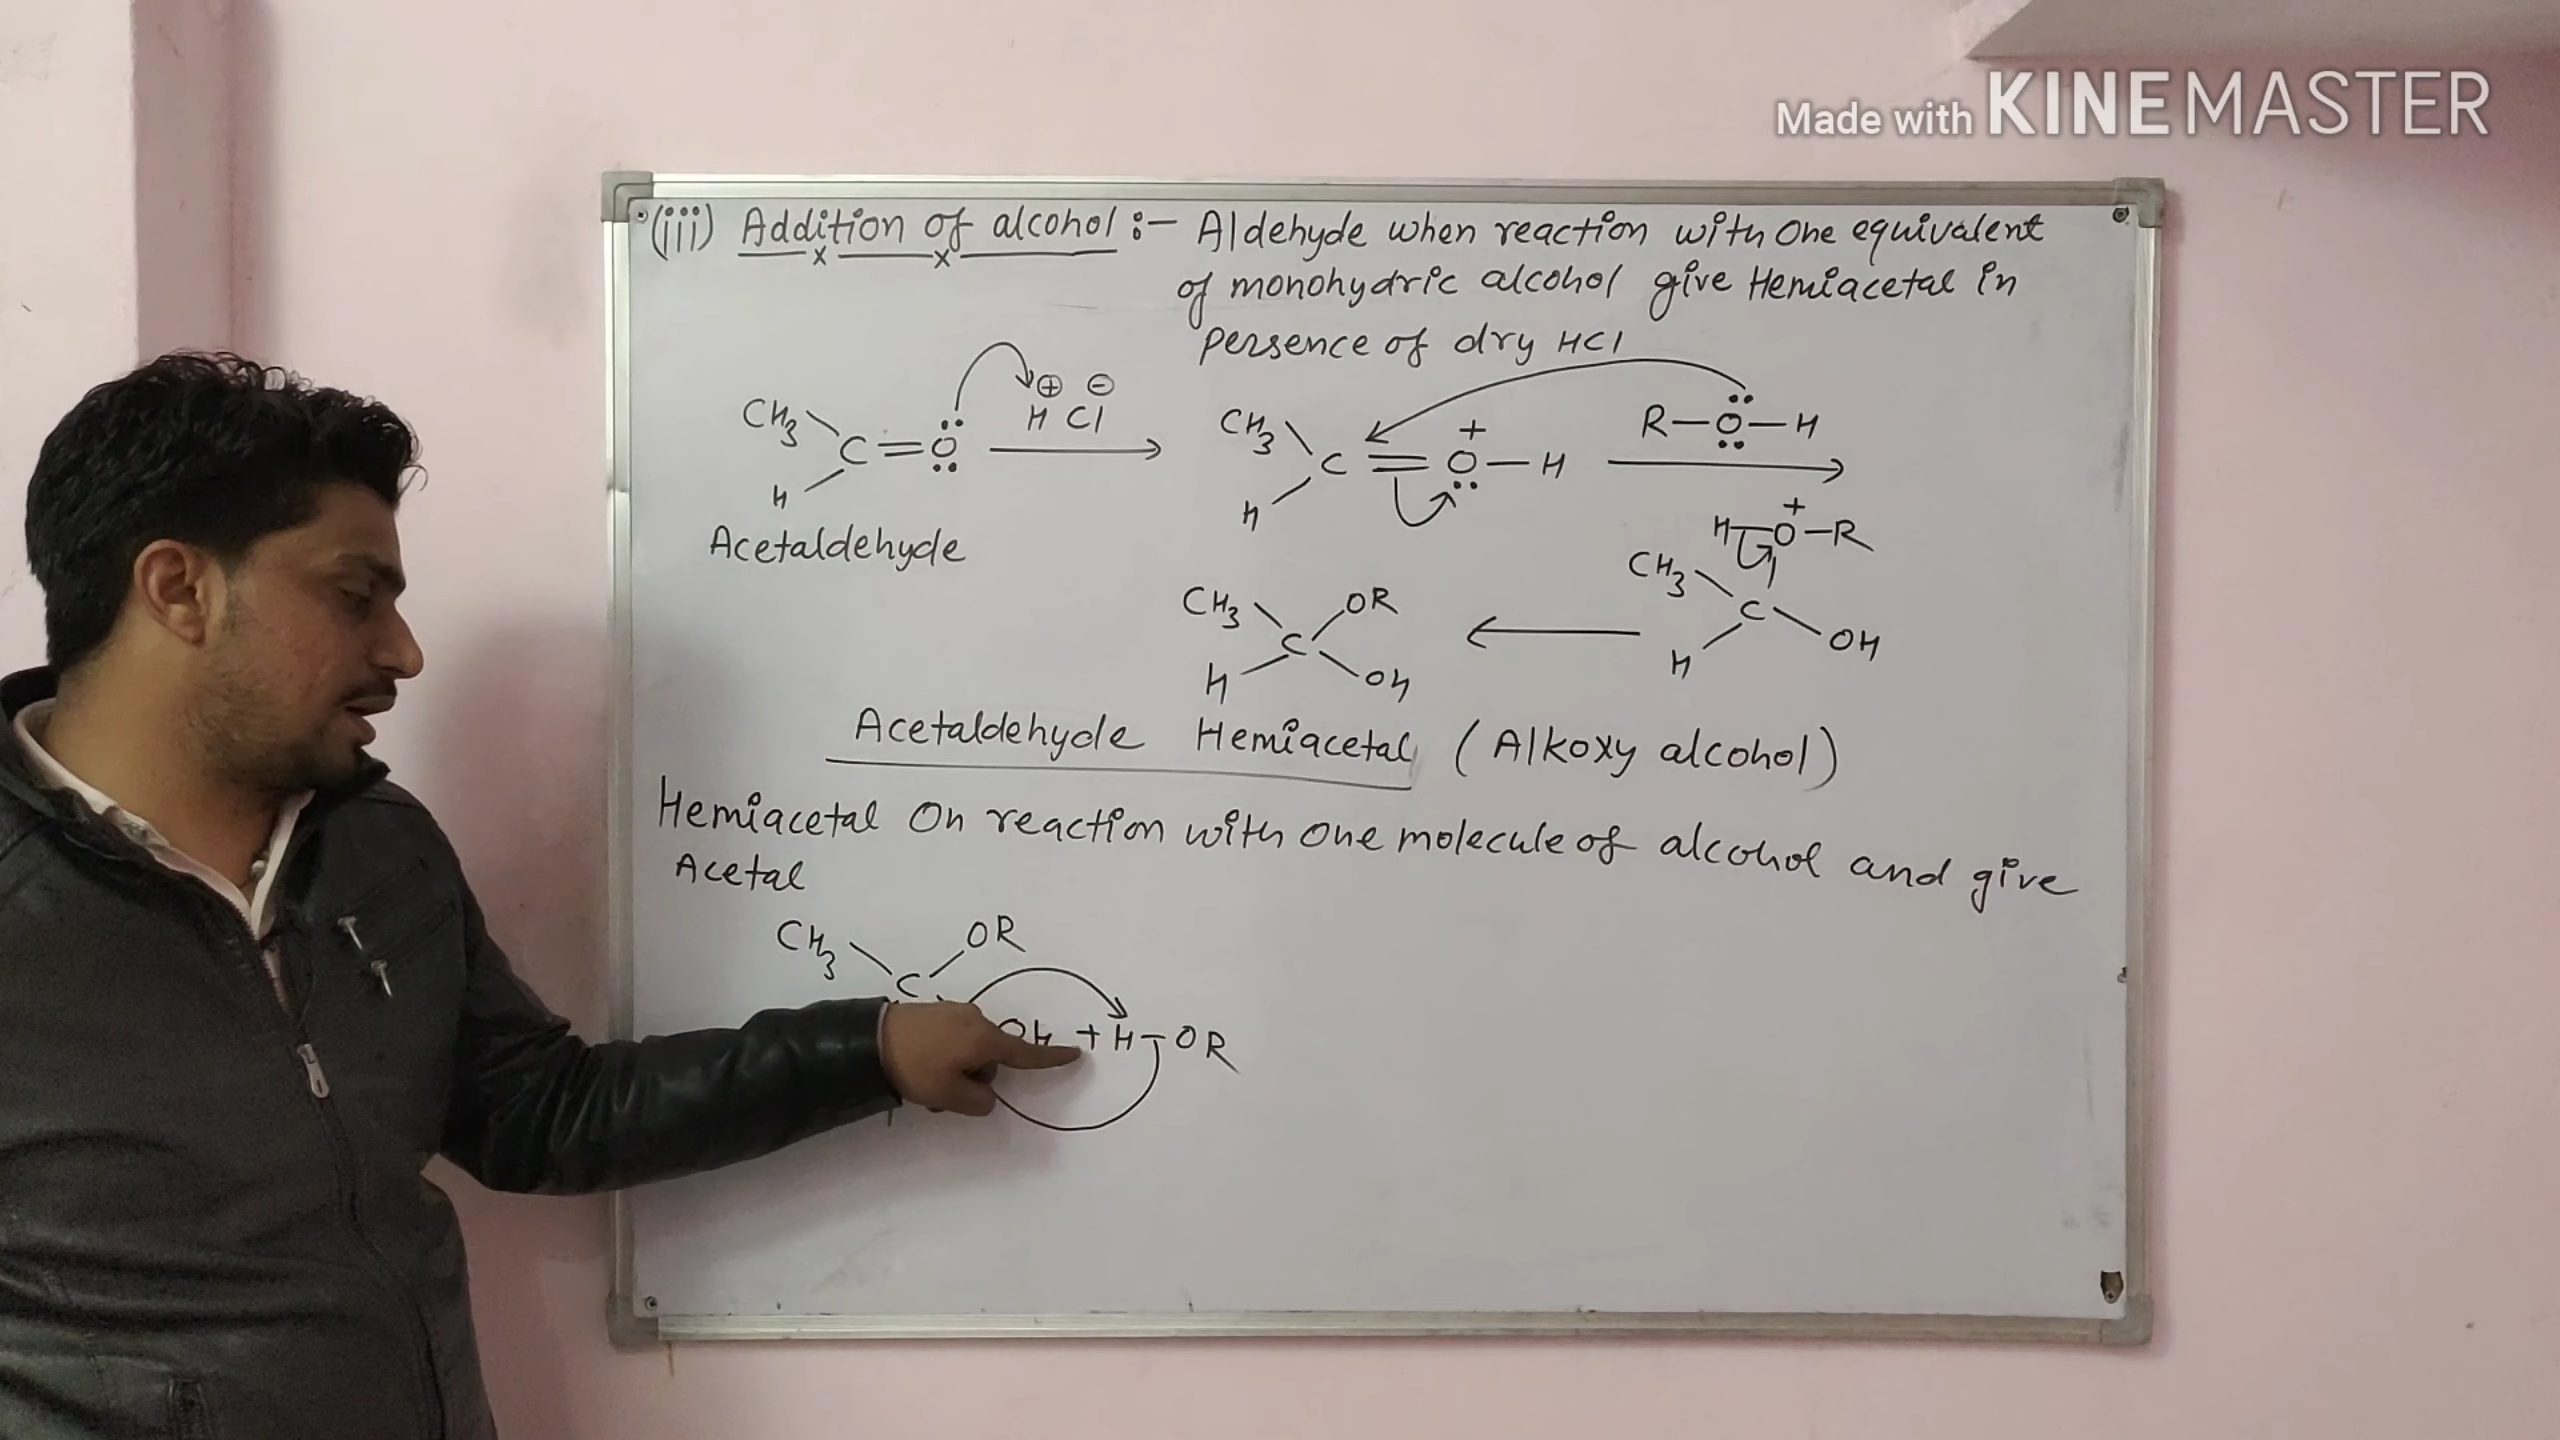 Made with KINEMASTER
(iii) Addition of alcohol :- Aldehyde when reaction with one equivalent
of monohydric alcohol give Hemiacetal in
persence of dry HCl
⊕ ⊖
CH3 C=O H Cl
H
Acetaldehyde
+
CH3 C=O-H
H
R-O-H
+
H-O-R
CH3 C OH
H
CH3 C OR
H OH
Acetaldehyde Hemiacetal (Alkoxy alcohol)
Hemiacetal on reaction with one molecule of alcohol and give
Acetal
CH3 C OR
OH + H-OR